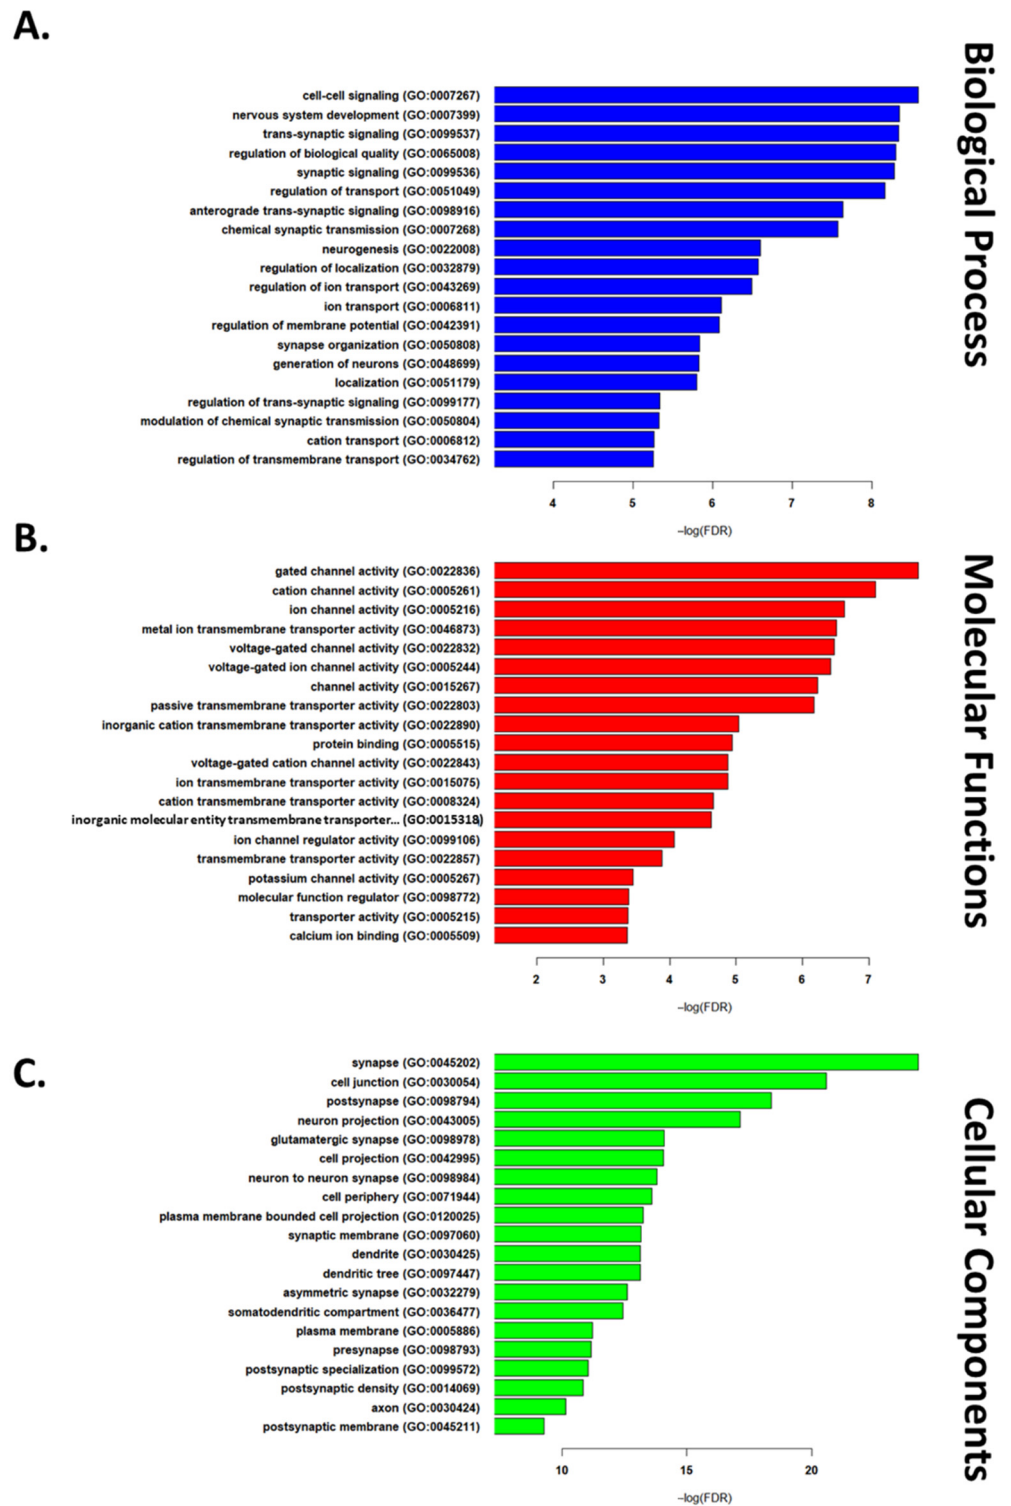 A.
Biological Process
cell-cell signaling (GO:0007267)
nervous system development (GO:0007399)
trans-synaptic signaling (GO:0099537)
regulation of biological quality (GO:0065008)
synaptic signaling (GO:0099536)
regulation of transport (GO:0051049)
anterograde trans-synaptic signaling (GO:0098916)
chemical synaptic transmission (GO:0007268)
neurogenesis (GO:0022008)
regulation of localization (GO:0032879)
regulation of ion transport (GO:0043269)
ion transport (GO:0006811)
regulation of membrane potential (GO:0042391)
synapse organization (GO:0050808)
generation of neurons (GO:0048699)
localization (GO:0051179)
regulation of trans-synaptic signaling (GO:0099177)
modulation of chemical synaptic transmission (GO:0050804)
cation transport (GO:0006812)
regulation of transmembrane transport (GO:0034762)
4 5 6 7 8
−log(FDR)
B.
Molecular Functions
gated channel activity (GO:0022836)
cation channel activity (GO:0005261)
ion channel activity (GO:0005216)
metal ion transmembrane transporter activity (GO:0046873)
voltage-gated channel activity (GO:0022832)
voltage-gated ion channel activity (GO:0005244)
channel activity (GO:0015267)
passive transmembrane transporter activity (GO:0022803)
inorganic cation transmembrane transporter activity (GO:0022890)
protein binding (GO:0005515)
voltage-gated cation channel activity (GO:0022843)
ion transmembrane transporter activity (GO:0015075)
cation transmembrane transporter activity (GO:0008324)
inorganic molecular entity transmembrane transporter... (GO:0015318)
ion channel regulator activity (GO:0099106)
transmembrane transporter activity (GO:0022857)
potassium channel activity (GO:0005267)
molecular function regulator (GO:0098772)
transporter activity (GO:0005215)
calcium ion binding (GO:0005509)
2 3 4 5 6 7
−log(FDR)
C.
Cellular Components
synapse (GO:0045202)
cell junction (GO:0030054)
postsynapse (GO:0098794)
neuron projection (GO:0043005)
glutamatergic synapse (GO:0098978)
cell projection (GO:0042995)
neuron to neuron synapse (GO:0098984)
cell periphery (GO:0071944)
plasma membrane bounded cell projection (GO:0120025)
synaptic membrane (GO:0097060)
dendrite (GO:0030425)
dendritic tree (GO:0097447)
asymmetric synapse (GO:0032279)
somatodendritic compartment (GO:0036477)
plasma membrane (GO:0005886)
presynapse (GO:0098793)
postsynaptic specialization (GO:0099572)
postsynaptic density (GO:0014069)
axon (GO:0030424)
postsynaptic membrane (GO:0045211)
10 15 20
−log(FDR)